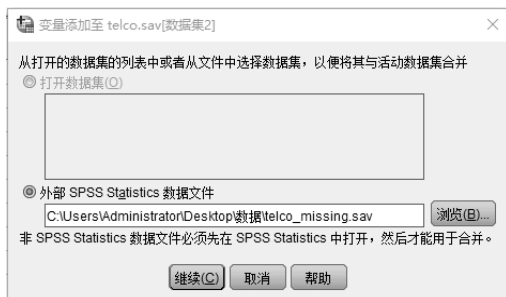 变量添加至 telco.sav[数据集2]
从打开的数据集的列表中或者从文件中选择数据集，以便将其与活动数据集合并
打开数据集(O)
外部 SPSS Statistics 数据文件
C:\Users\Administrator\Desktop\数据\telco_missing.sav
浏览(B)...
非 SPSS Statistics 数据文件必须先在 SPSS Statistics 中打开，然后才能用于合并。
继续(C) 取消 帮助